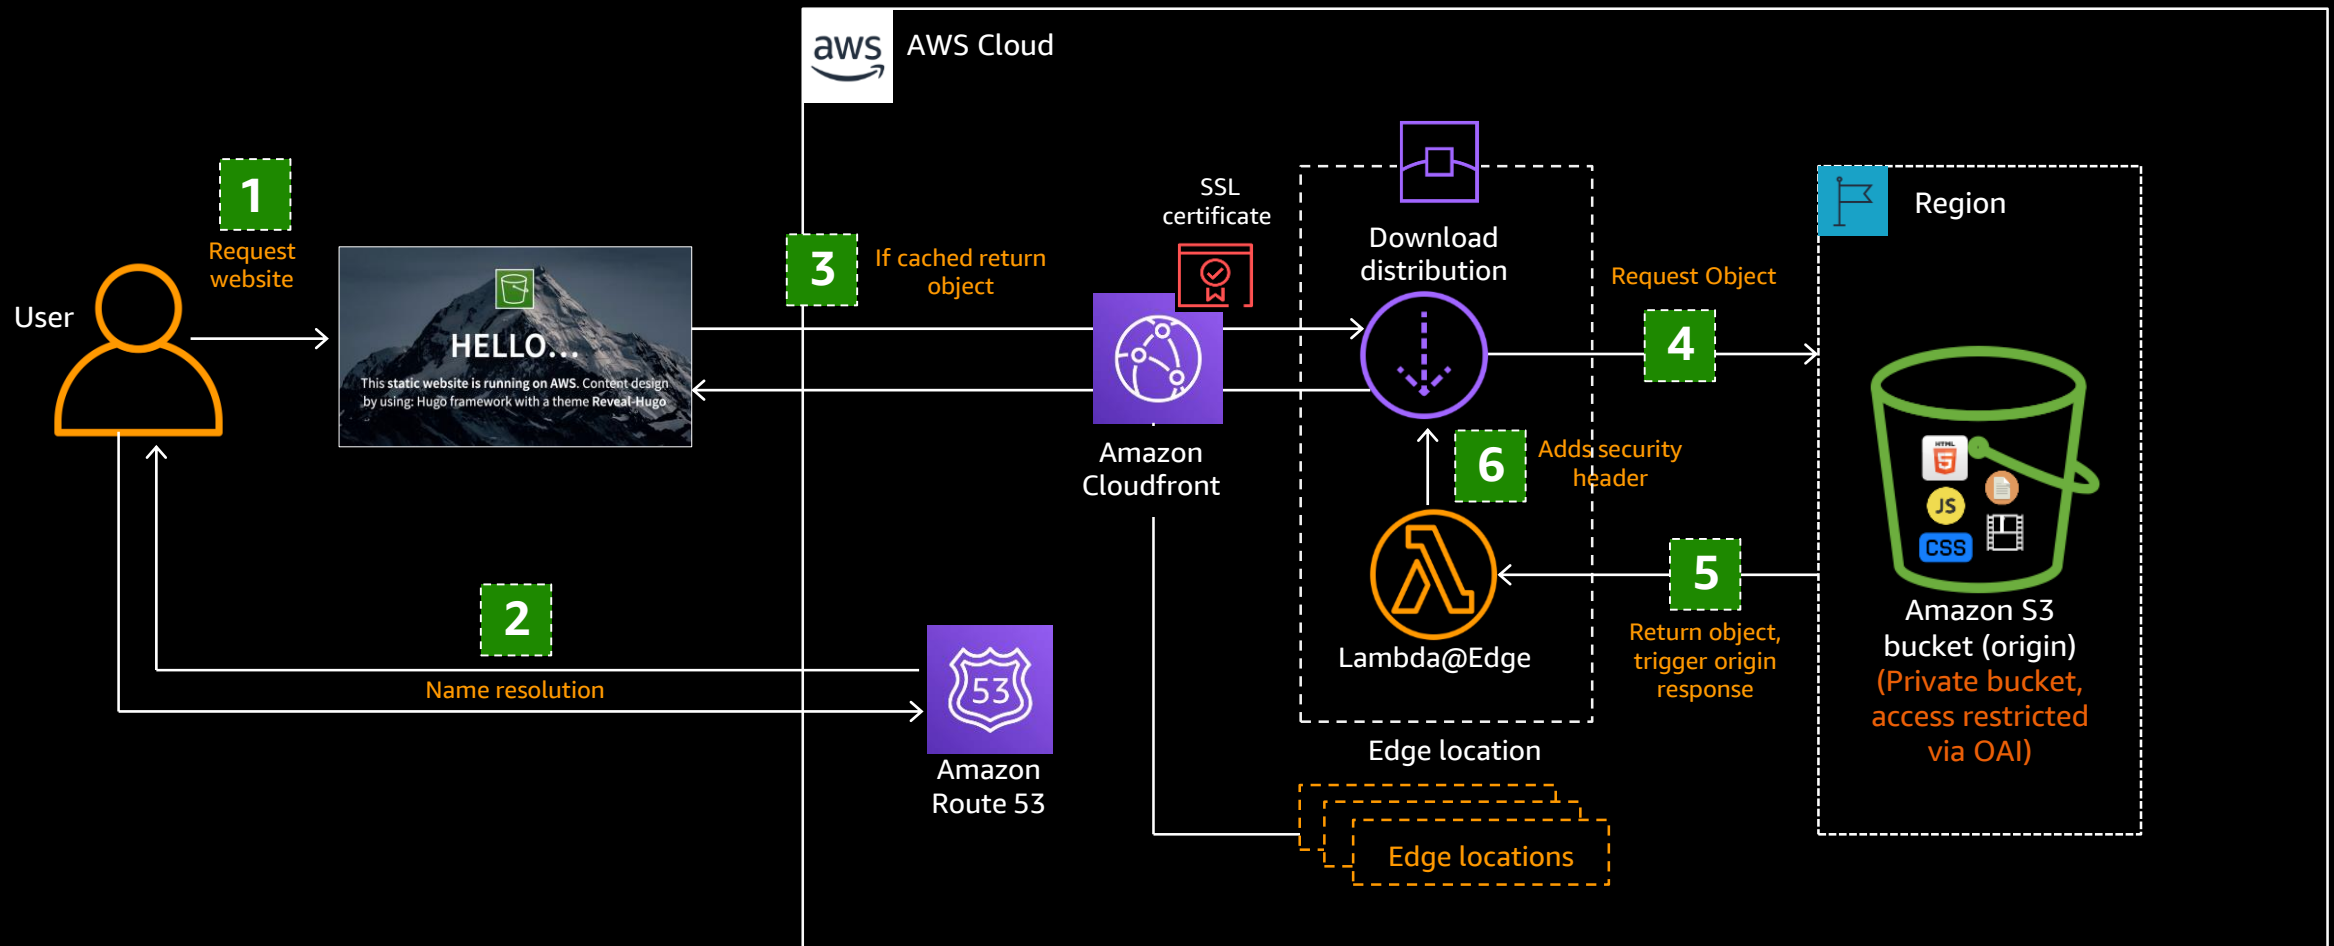 aws
AWS Cloud
1
Request
website
User
HELLO...
This static website is running on AWS. Content design
by using: Hugo framework with a theme Reveal-Hugo
3
If cached return
object
SSL
certificate
Amazon
Cloudfront
Download
distribution
Request Object
4
Region
6
Adds security
header
Lambda@Edge
5
Return object,
trigger origin
response
HTML
5
JS
CSS
Amazon S3
bucket (origin)
(Private bucket,
access restricted
via OAI)
2
Name resolution
53
Amazon
Route 53
Edge location
Edge locations